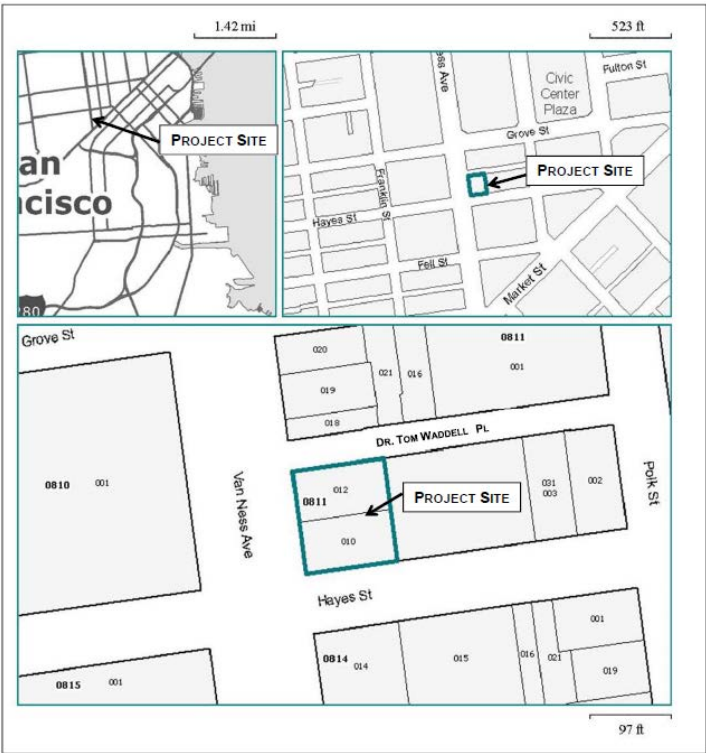 1.42 mi
523 ft
PROJECT SITE
an
cisco
80
ess Ave
Civic
Center
Plaza
Fulton St
Grove St
PROJECT SITE
Franklin St
Hayes St
Fell St
Market St
Grove St
020
021
016
0811
001
019
018
DR. TOM WADDELL PL
0810
001
Van Ness Ave
012
0811
PROJECT SITE
010
031
003
002
Polk St
Hayes St
0814
014
015
016
021
001
019
0815
001
97 ft